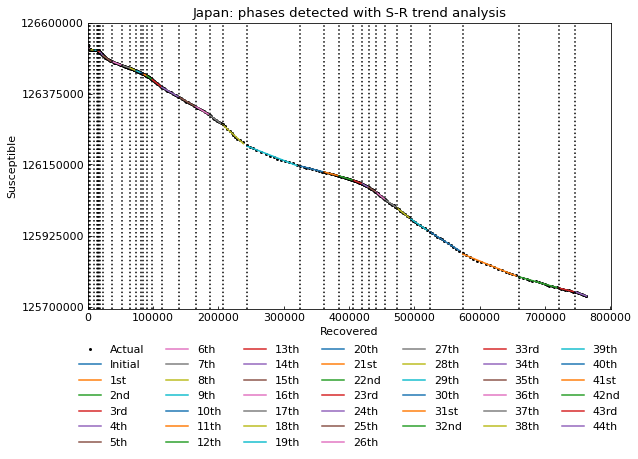 Japan: phases detected with S-R trend analysis
126600000
126375000
126150000
125925000
125700000
Susceptible
0 100000 200000 300000 400000 500000 600000 700000 800000
Recovered
Actual 6th 13th 20th 27th 33rd 39th
Initial 7th 14th 21st 28th 34th 40th
1st 8th 15th 22nd 29th 35th 41st
2nd 9th 16th 23rd 30th 36th 42nd
3rd 10th 17th 24th 31st 37th 43rd
4th 11th 18th 25th 32nd 38th 44th
5th 12th 19th 26th